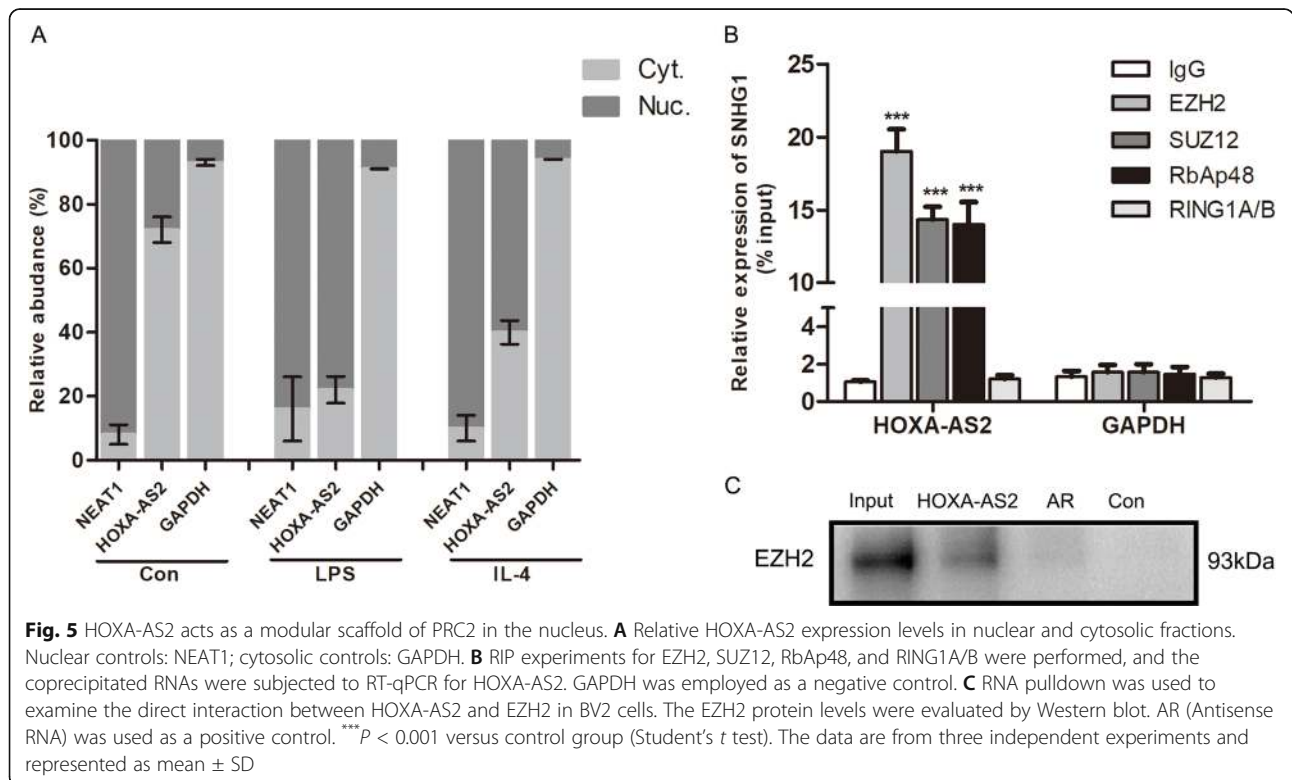 A
Cyt.
Nuc.
Relative abudance (%)
100
80
60
40
20
0
NEAT1
HOXA-AS2
GAPDH
NEAT1
HOXA-AS2
GAPDH
NEAT1
HOXA-AS2
GAPDH
Con
LPS
IL-4
B
Relative expression of SNHG1
(% input)
25
20
15
10
4
2
0
***
***
***
IgG
EZH2
SUZ12
RbAp48
RING1A/B
HOXA-AS2
GAPDH
C
Input HOXA-AS2 AR Con
EZH2
93kDa
Fig. 5 HOXA-AS2 acts as a modular scaffold of PRC2 in the nucleus. A Relative HOXA-AS2 expression levels in nuclear and cytosolic fractions.
Nuclear controls: NEAT1; cytosolic controls: GAPDH. B RIP experiments for EZH2, SUZ12, RbAp48, and RING1A/B were performed, and the
coprecipitated RNAs were subjected to RT-qPCR for HOXA-AS2. GAPDH was employed as a negative control. C RNA pulldown was used to
examine the direct interaction between HOXA-AS2 and EZH2 in BV2 cells. The EZH2 protein levels were evaluated by Western blot. AR (Antisense
RNA) was used as a positive control. ***P < 0.001 versus control group (Student's t test). The data are from three independent experiments and
represented as mean ± SD